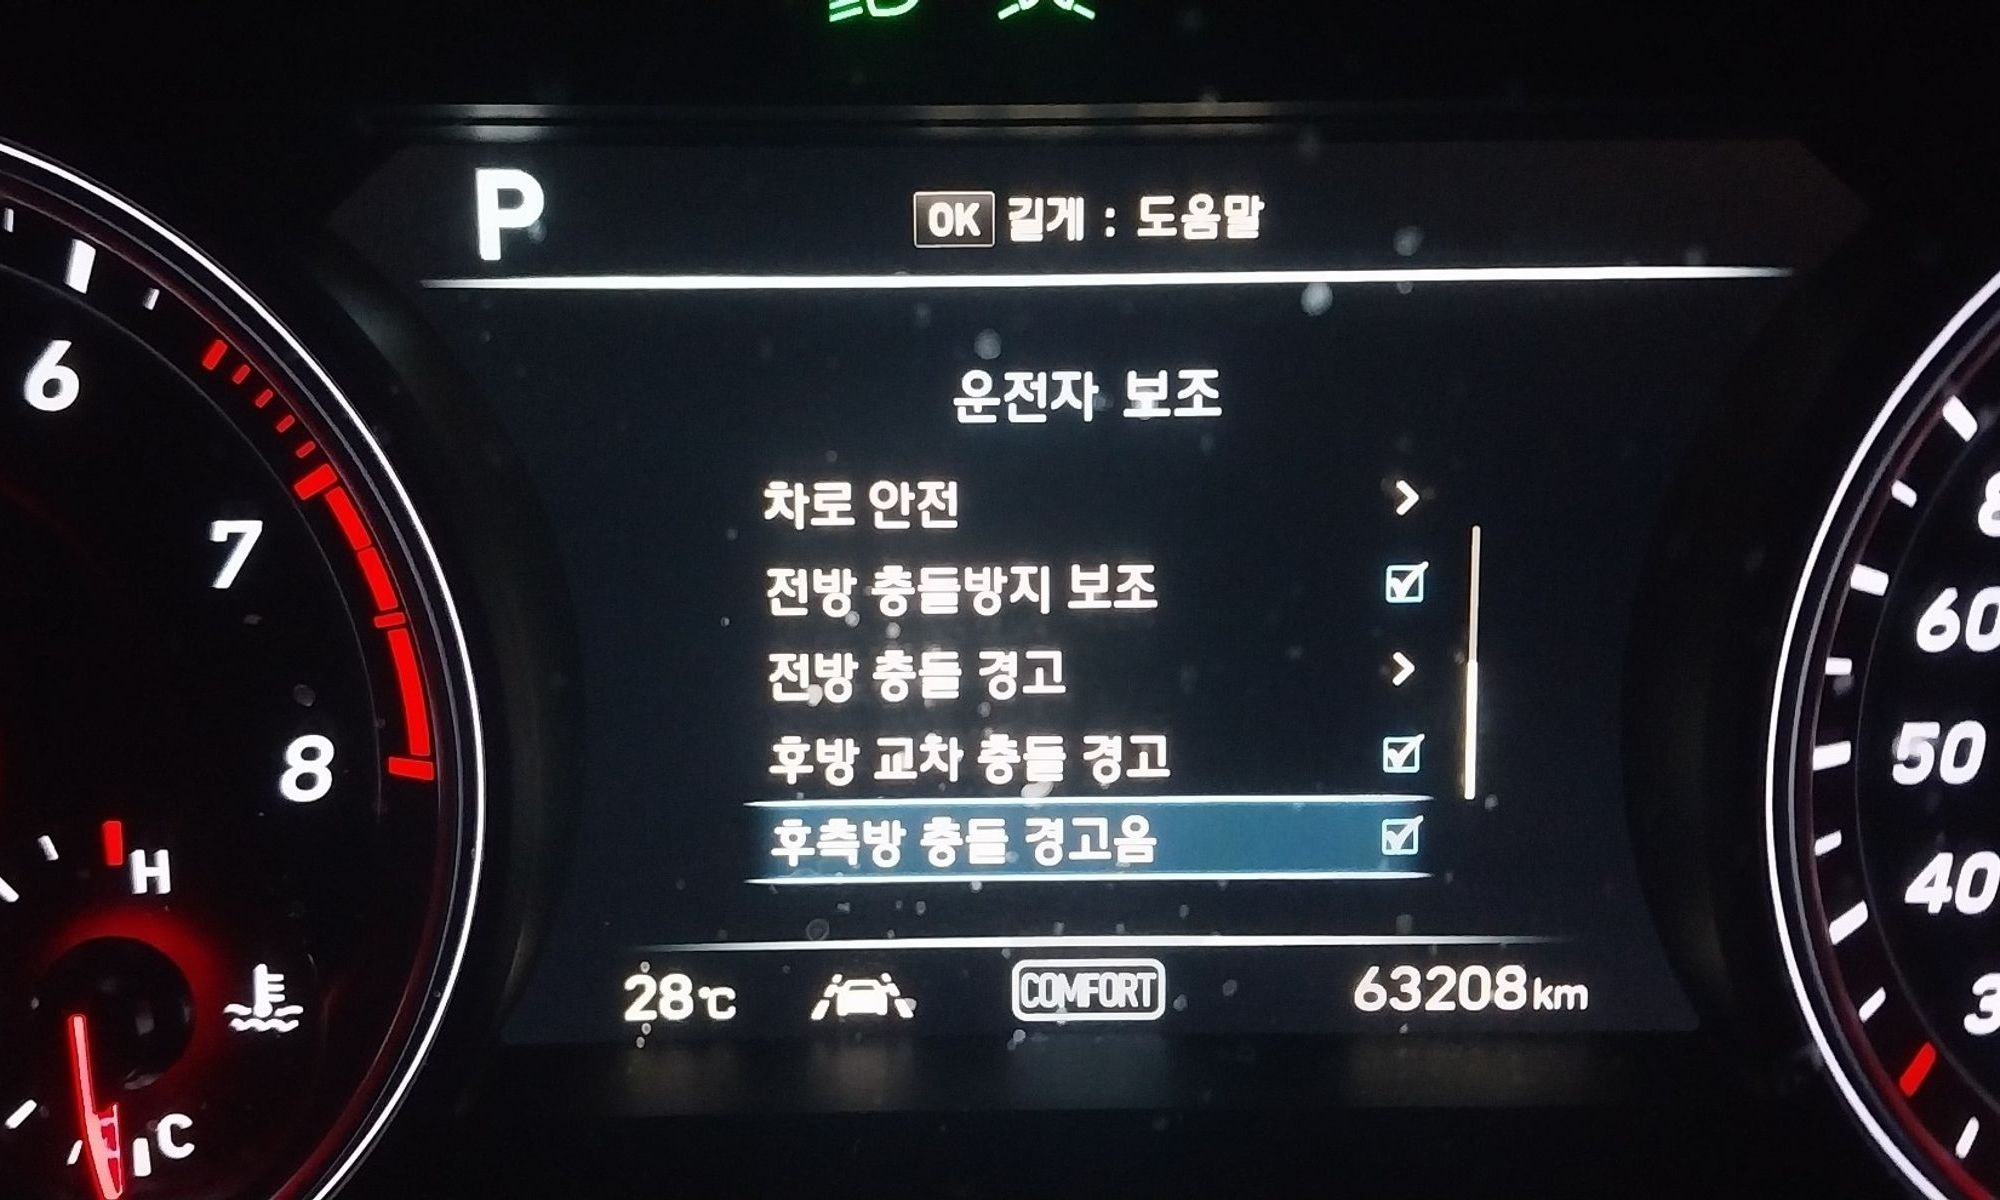 P
OK 길게 : 도움말
운전자 보조
차로 안전
전방 충돌방지 보조
전방 충돌 경고
후방 교차 충돌 경고
후측방 충돌 경고음
28℃
COMFORT
63208km
6
7
8
H
C
60
50
40